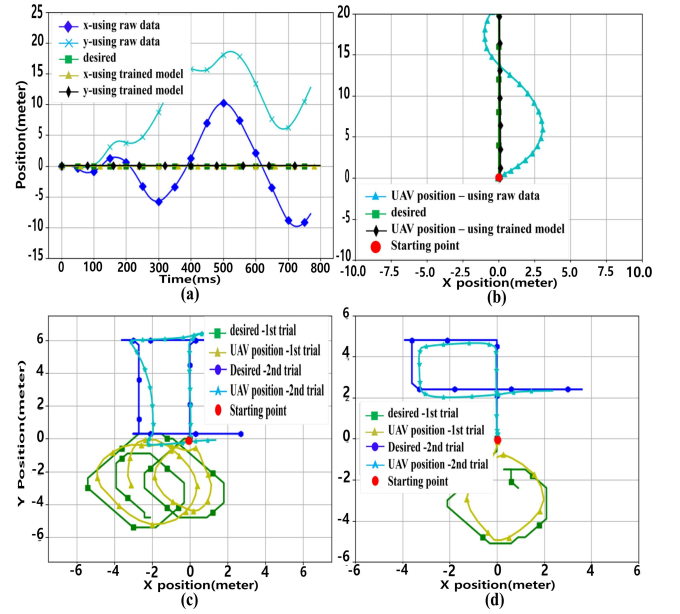 (a)
25
20
15
10
5
0
-5
-10
-15
Position(meter)
x-using raw data
y-using raw data
desired
x-using trained model
y-using trained model
0
100
200
300
400
500
600
700
800
Time(ms)
(a)
(b)
20
15
10
5
0
-5
-10
UAV position – using raw data
desired
UAV position – using trained model
Starting point
-10.0
-7.5
-5.0
-2.5
0.0
2.5
5.0
7.5
10.0
X position(meter)
(b)
(c)
6
4
2
0
-2
-4
-6
Y Position(meter)
desired -1st trial
UAV position -1st trial
Desired -2nd trial
UAV position -2nd trial
Starting point
-6
-4
-2
0
2
4
6
X position(meter)
(c)
(d)
6
4
2
0
-2
-4
-6
desired -1st trial
UAV position -1st trial
Desired -2nd trial
UAV position -2nd trial
Starting point
-6
-4
-2
0
2
4
6
X position(meter)
(d)